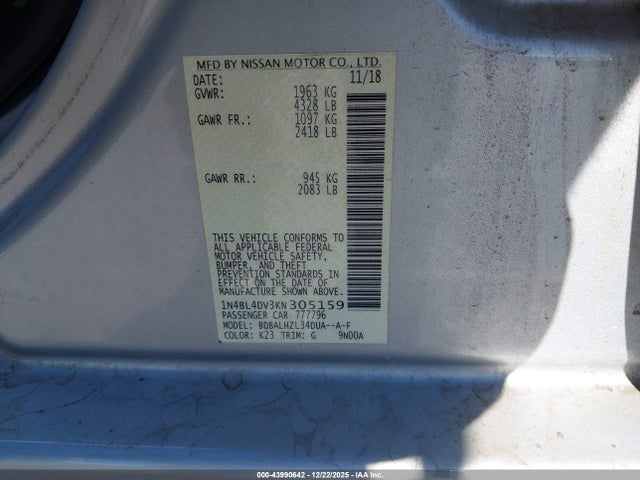 MFD BY NISSAN MOTOR CO., LTD.
DATE: 11/18
GVWR: 1963 KG
4328 LB
GAWR FR.: 1097 KG
2418 LB
GAWR RR.: 945 KG
2083 LB
THIS VEHICLE CONFORMS TO
ALL APPLICABLE FEDERAL
MOTOR VEHICLE SAFETY,
BUMPER, AND THEFT
PREVENTION STANDARDS IN
EFFECT ON THE DATE OF
MANUFACTURE SHOWN ABOVE.
1N4BL4DV3KN305159
PASSENGER CAR 777796
MODEL: BDBALHZL34DUA--A-F
COLOR: K23 TRIM: G 9N00A
000-43990642 - 12/22/2025 - IAA Inc.